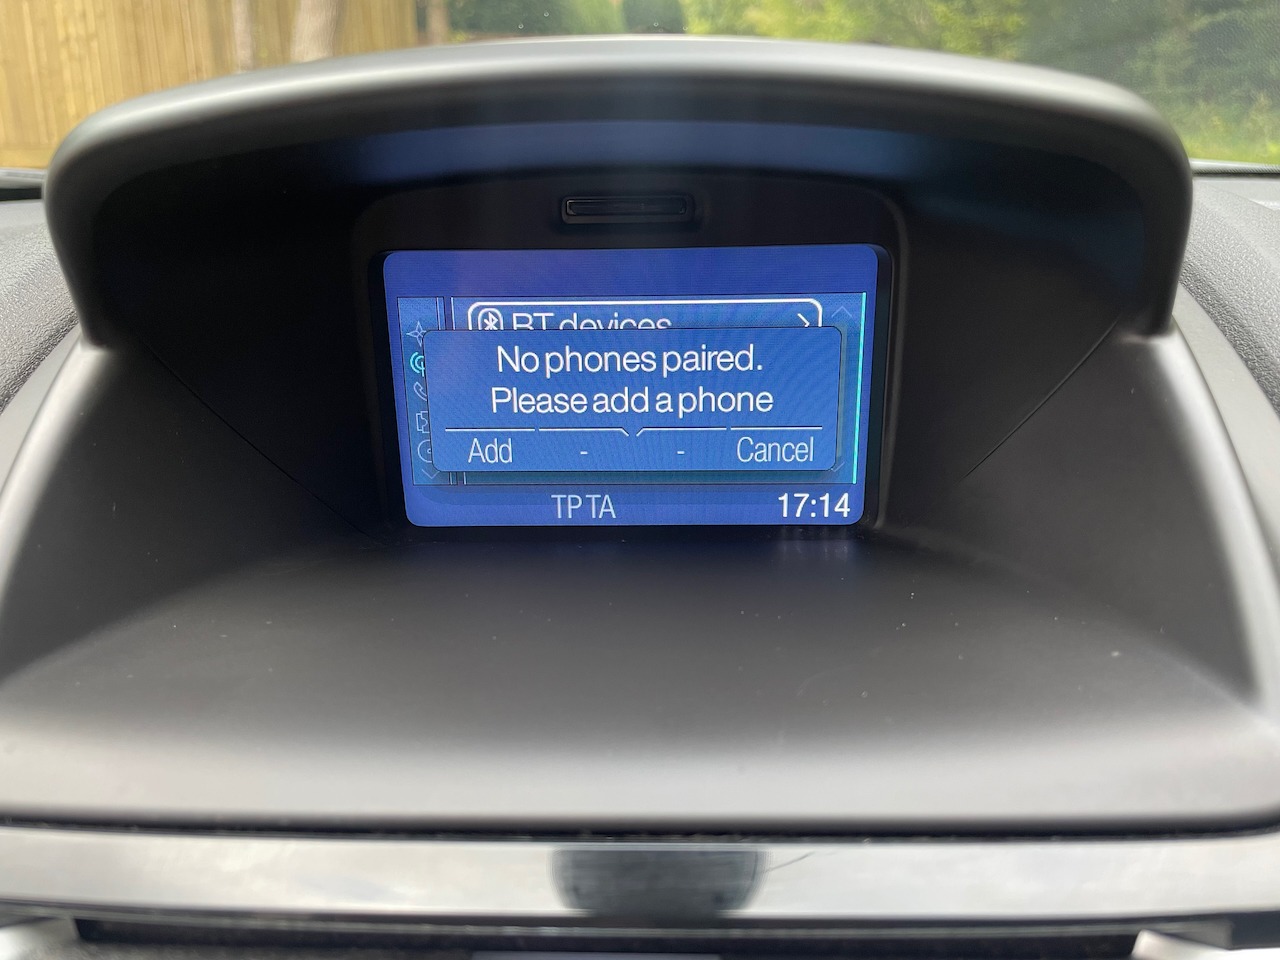 BT devices
No phones paired.
Please add a phone
Add - - Cancel
TP TA 17:14